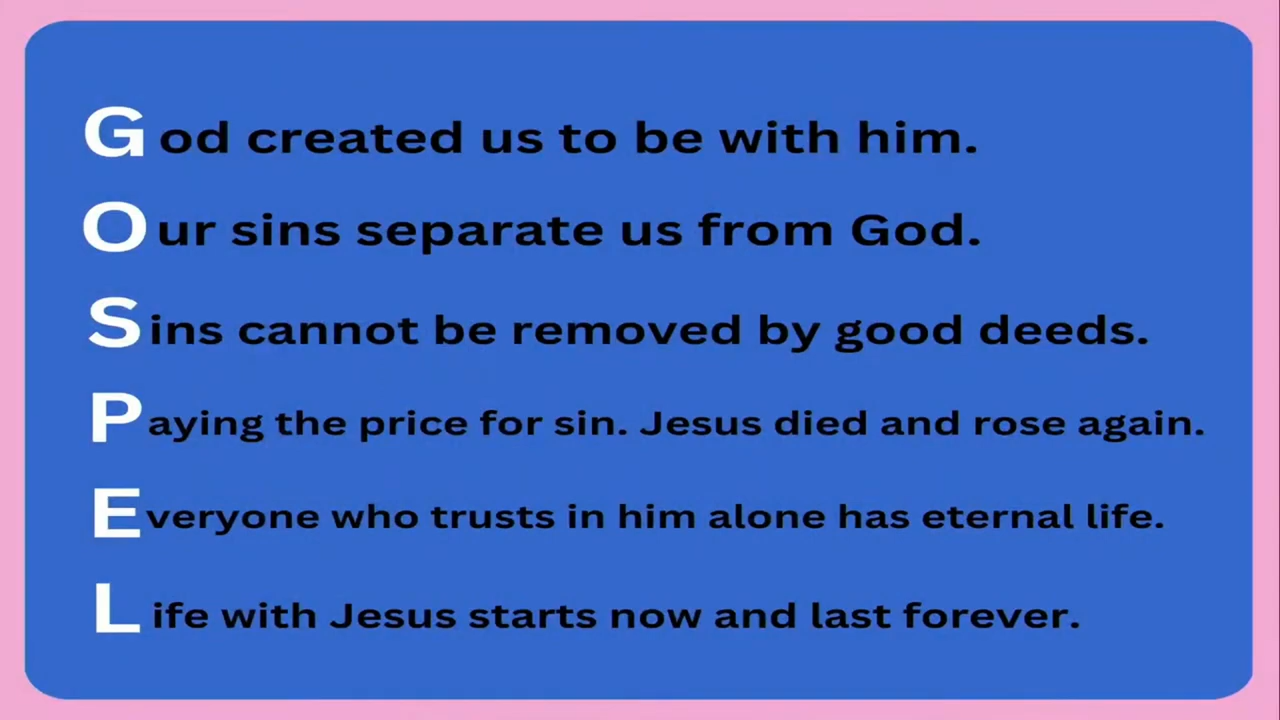 God created us to be with him.
Our sins separate us from God.
Sins cannot be removed by good deeds.
Paying the price for sin. Jesus died and rose again.
Everyone who trusts in him alone has eternal life.
Life with Jesus starts now and last forever.